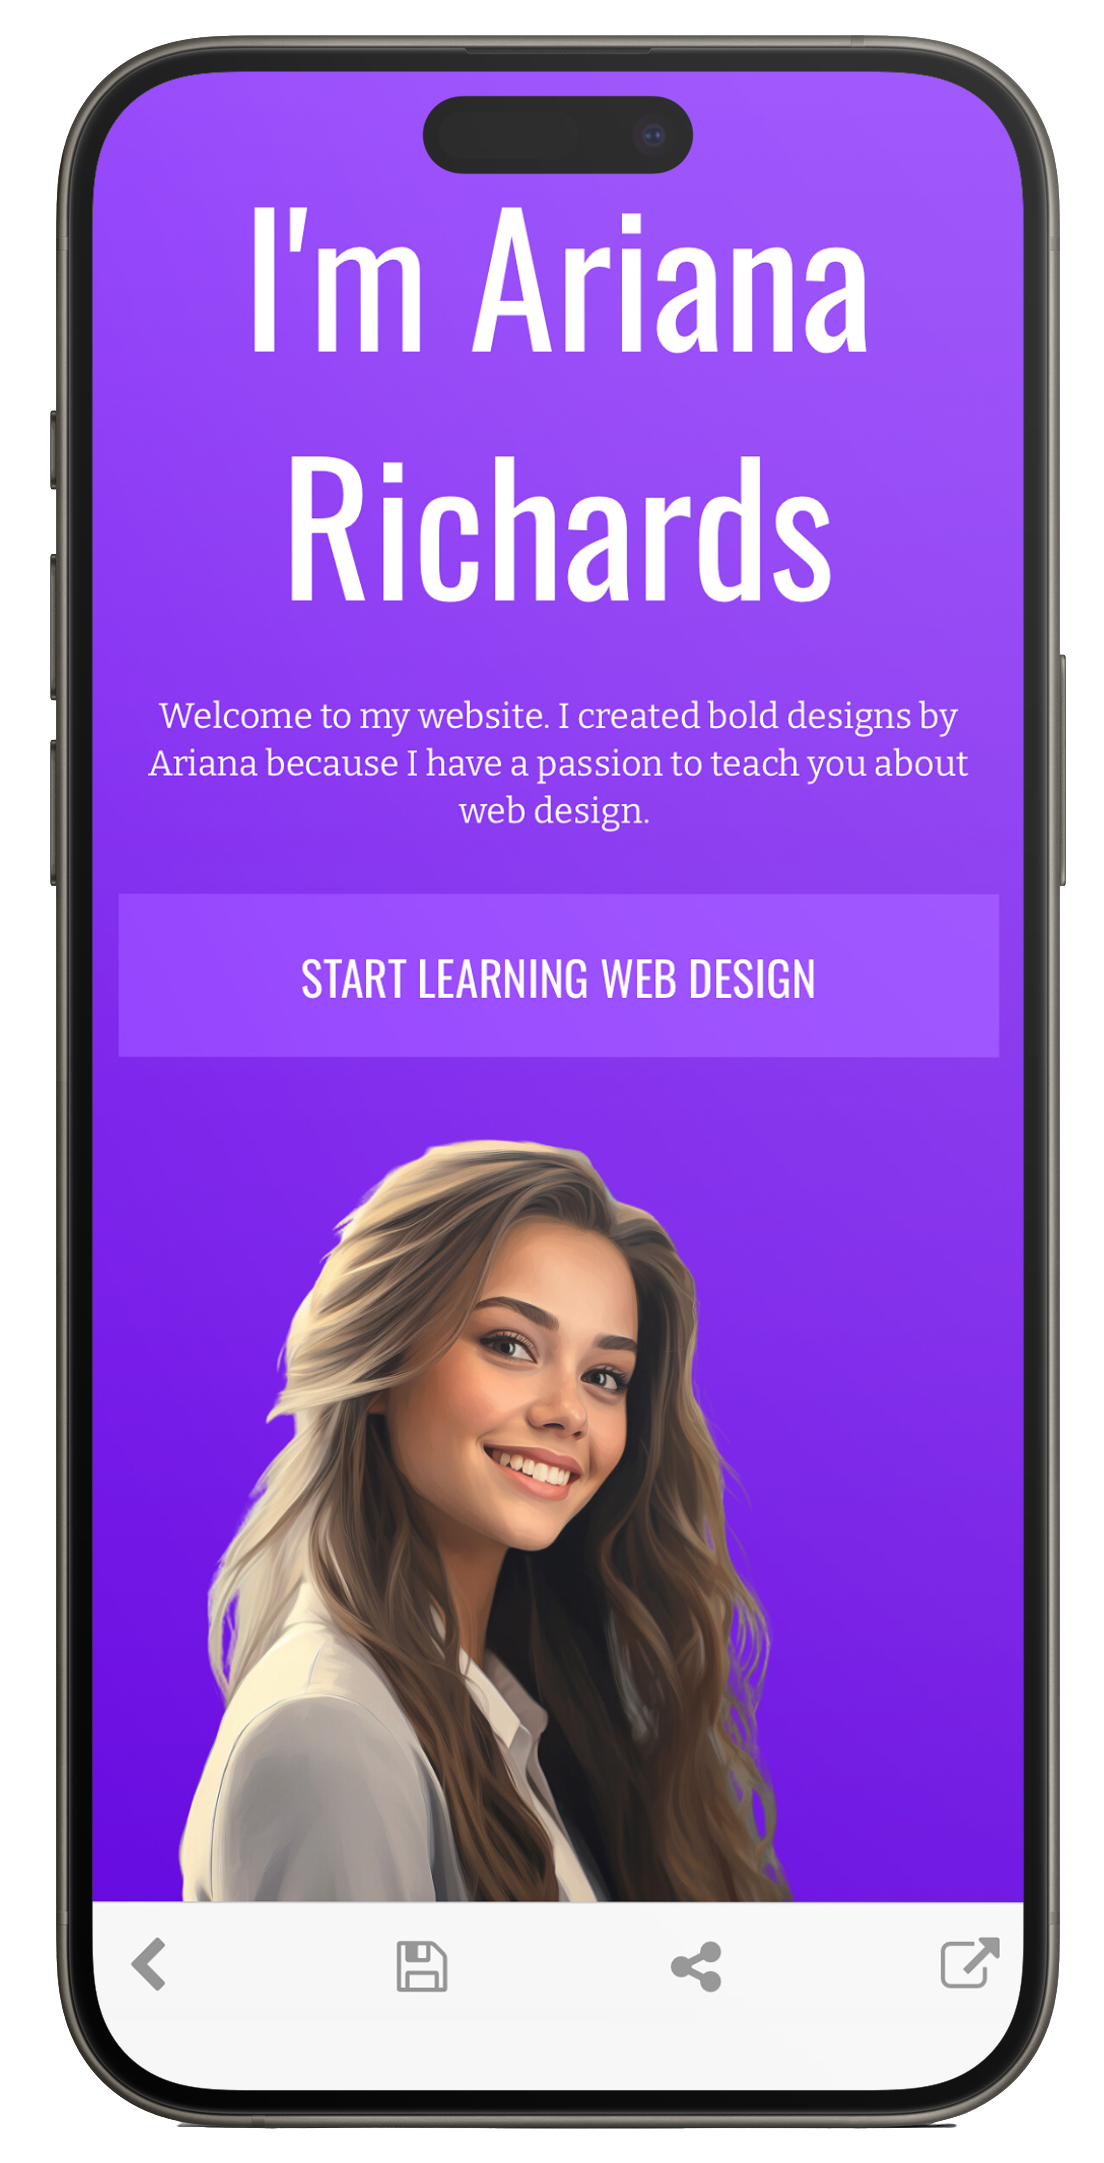 I'm Ariana
Richards
Welcome to my website. I created bold designs by
Ariana because I have a passion to teach you about
web design.
START LEARNING WEB DESIGN